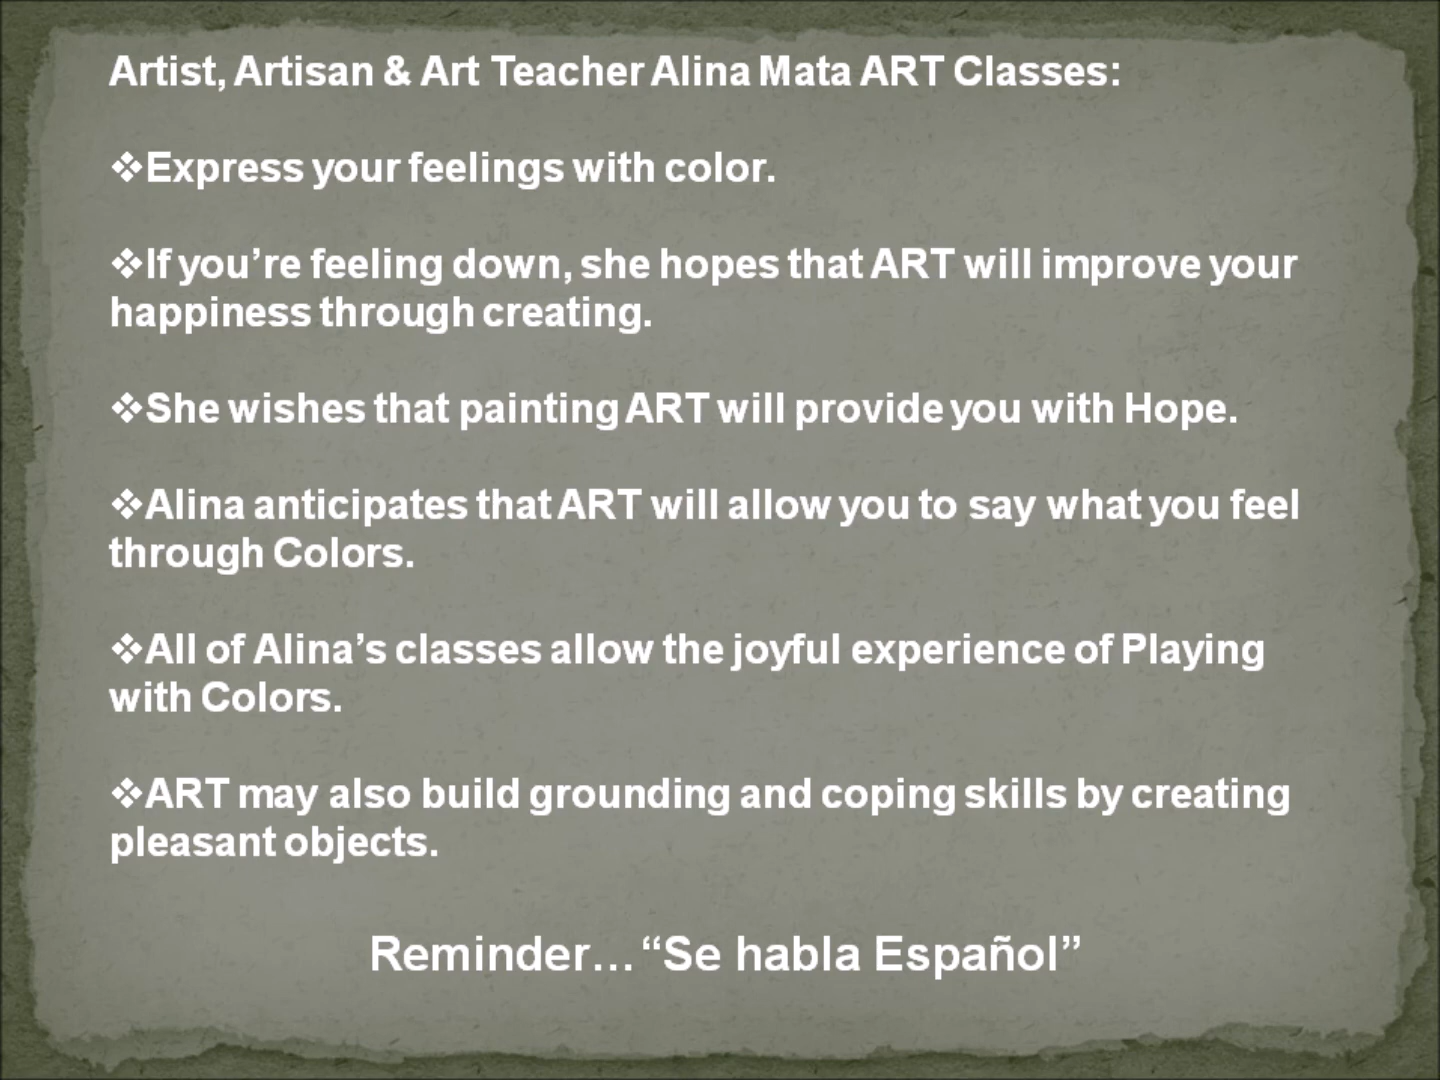 Artist, Artisan & Art Teacher Alina Mata ART Classes:
❖Express your feelings with color.
❖If you’re feeling down, she hopes that ART will improve your
happiness through creating.
❖She wishes that painting ART will provide you with Hope.
❖Alina anticipates that ART will allow you to say what you feel
through Colors.
❖All of Alina’s classes allow the joyful experience of Playing
with Colors.
❖ART may also build grounding and coping skills by creating
pleasant objects.
Reminder… “Se habla Español”